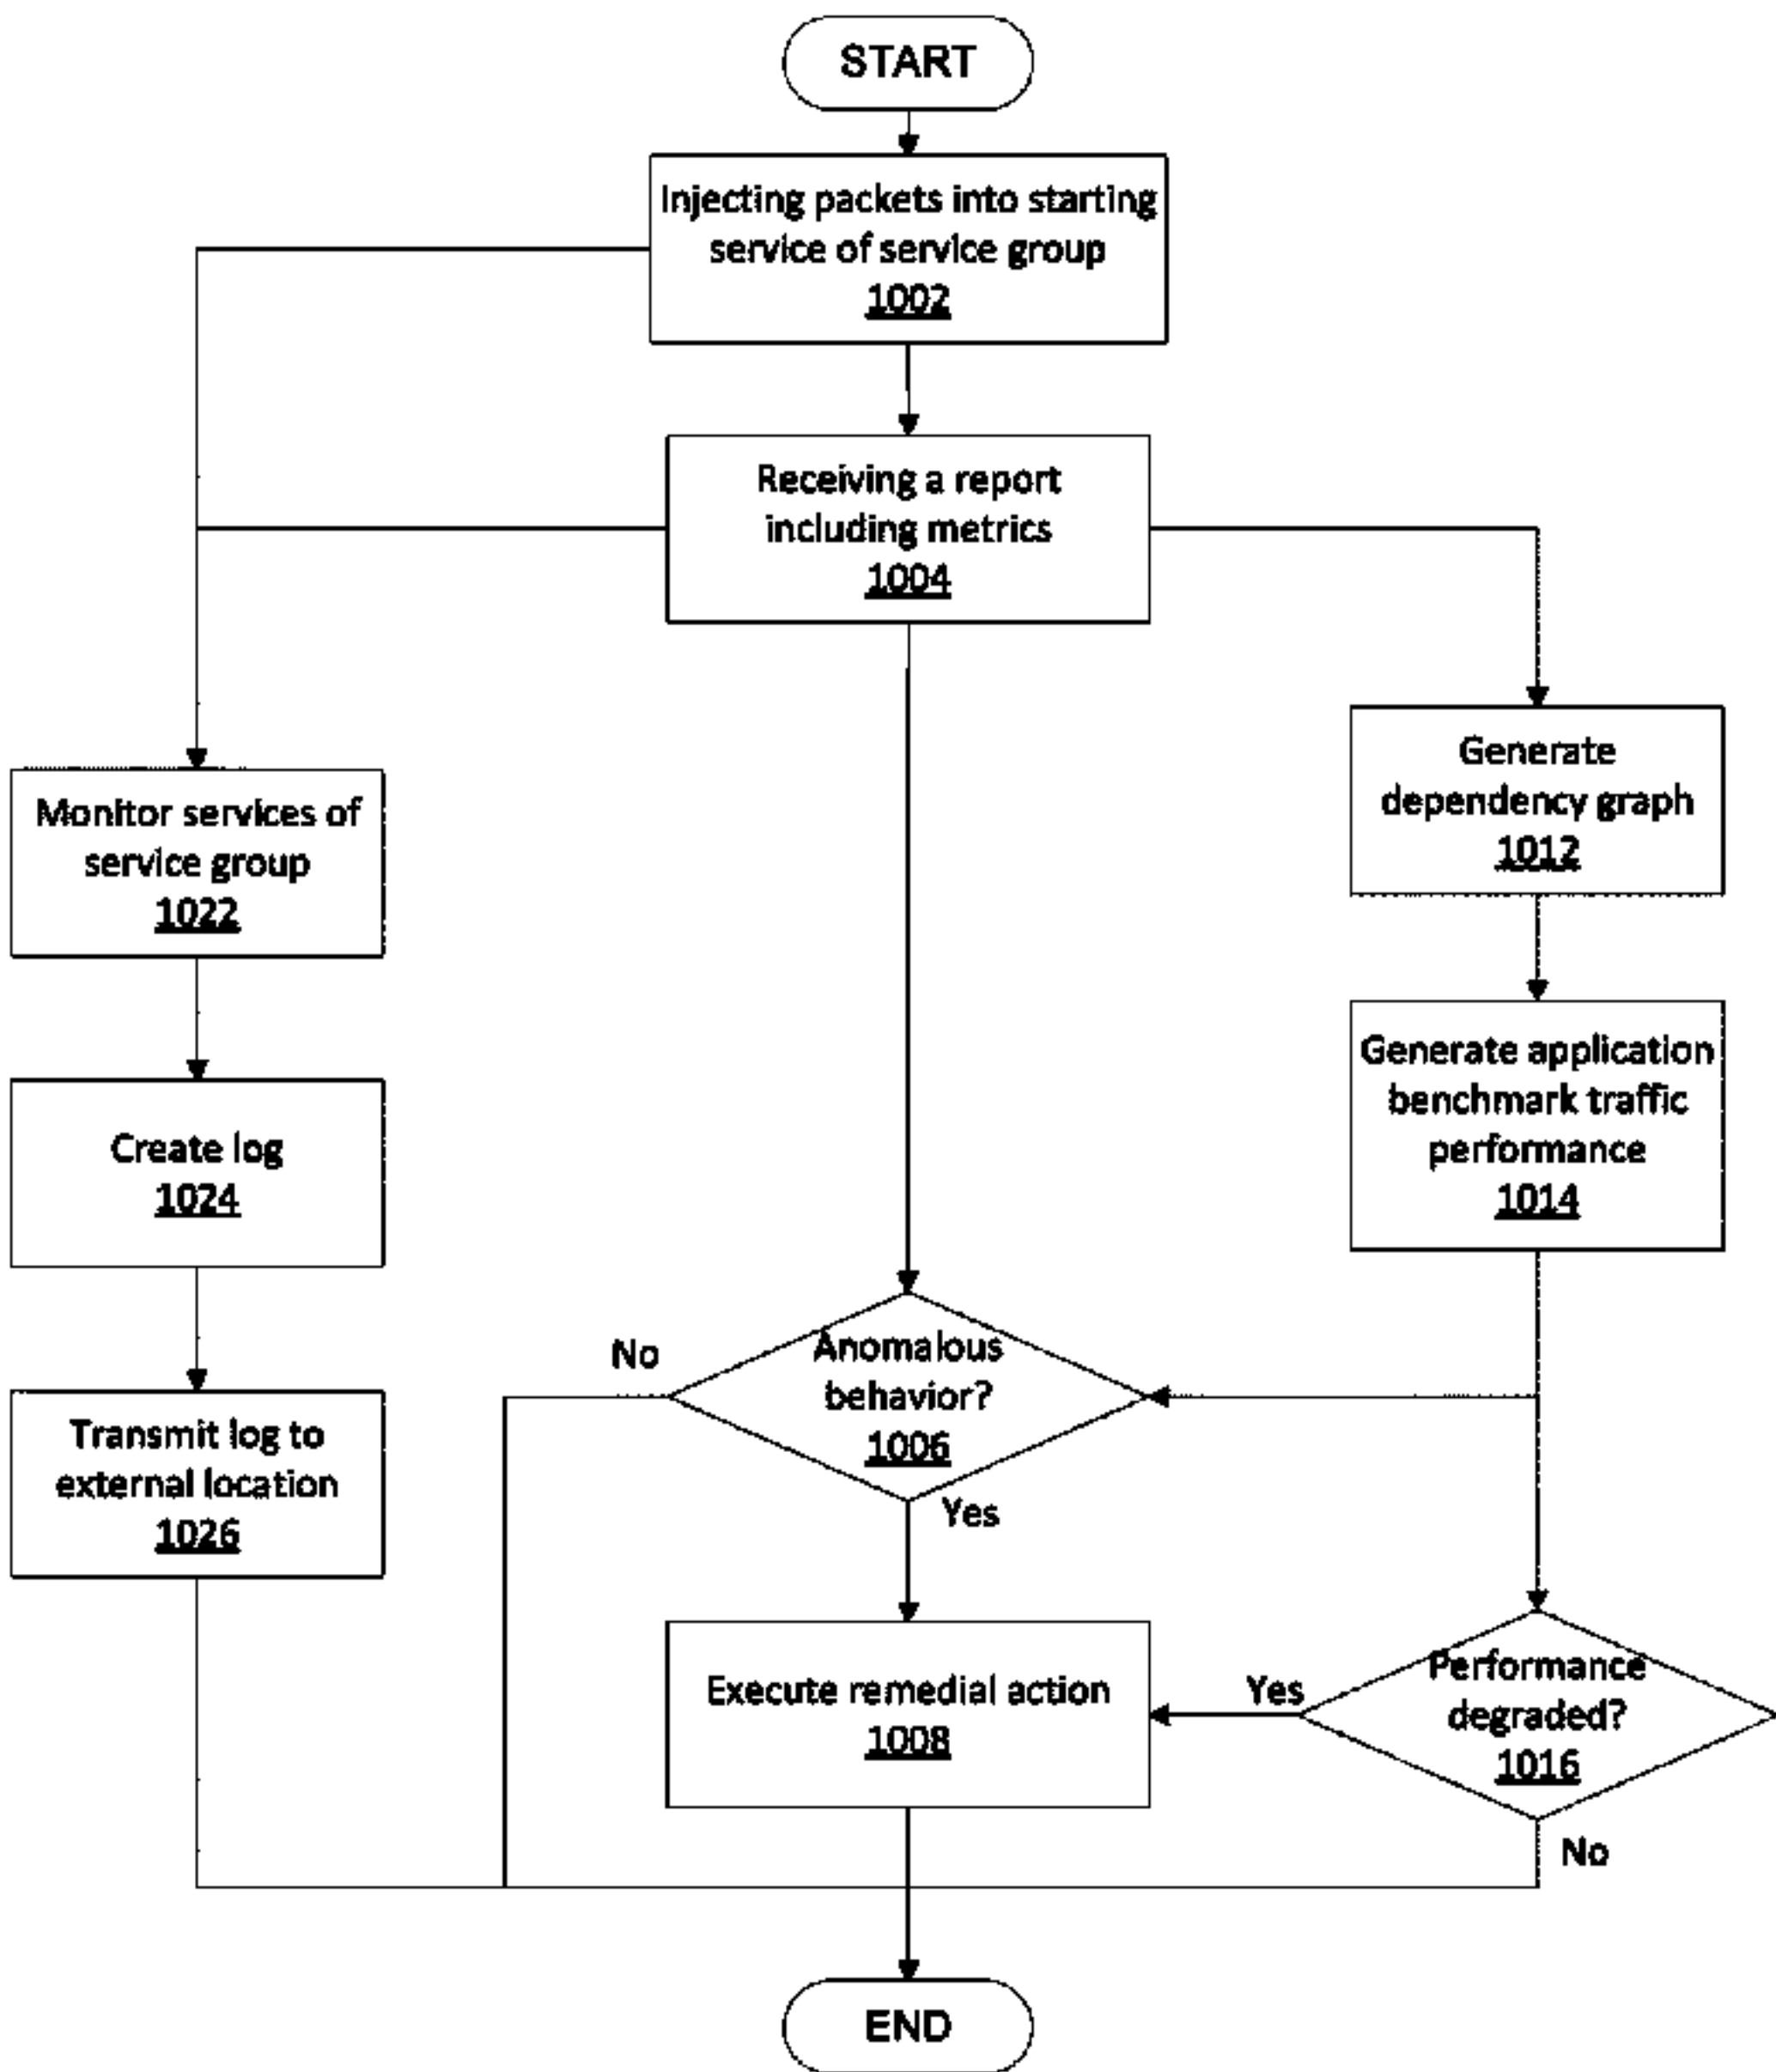 START
Injecting packets into starting
service of service group
1002
Receiving a report
including metrics
1004
Generate
dependency graph
1012
Monitor services of
service group
1022
Generate application
benchmark traffic
performance
1014
Create log
1024
No
Anomalous
behavior?
1006
Yes
Transmit log to
external location
1026
Execute remedial action
1008
Yes
Performance
degraded?
1016
No
END